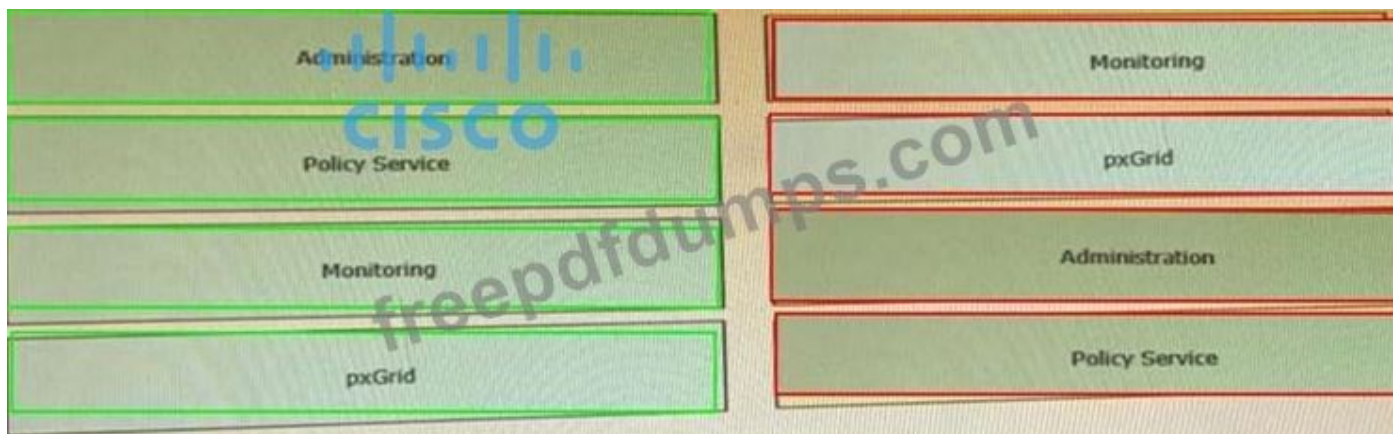 Administration
CISCO
Policy Service
Monitoring
pxGrid
Monitoring
pxGrid
Administration
Policy Service
freepdfdumps.com